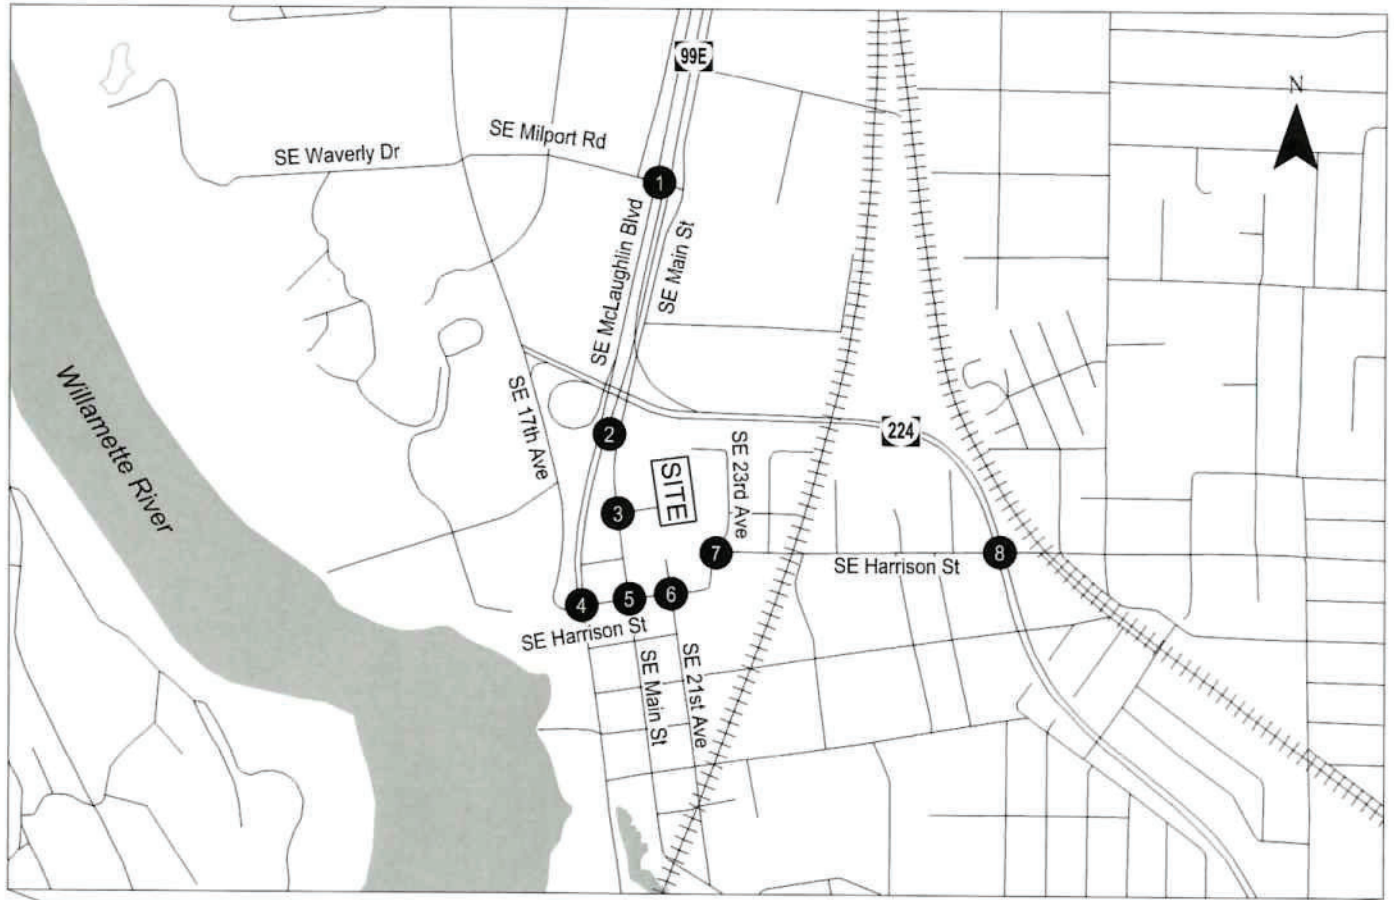 99E
N
SE Milport Rd
SE Waverly Dr
1
SE McLaughlin Blvd
SE Main St
Willamette River
SE 17th Ave
2
224
SITE
SE 23rd Ave
3
7
8
SE Harrison St
4
5
6
SE Harrison St
SE Main St
SE 21st Ave